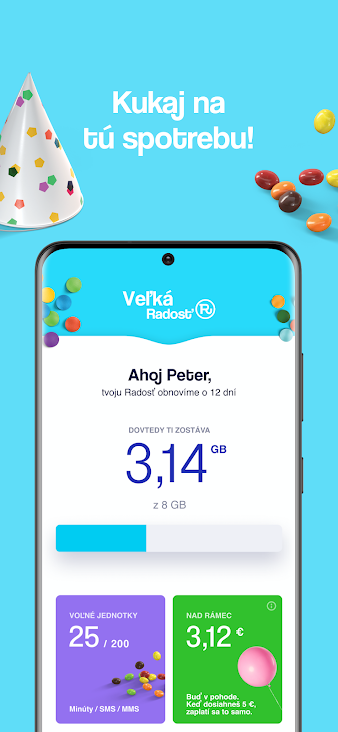 Kukaj na
tú spotrebu!
Veľká
Radosť R
Ahoj Peter,
tvoju Radosť obnovíme o 12 dní
DOVTEDY TI ZOSTÁVA
3,14 GB
z 8 GB
VOĽNÉ JEDNOTKY
25 / 200
Minúty / SMS / MMS
NAD RÁMEC
3,12 €
Buď v pohode.
Keď dosiahneš 5 €,
zaplatí sa to samo.